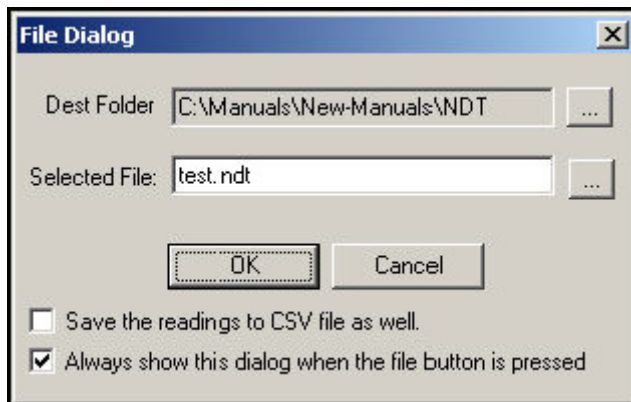 File Dialog
Dest Folder C:\Manuals\New-Manuals\NDT ...
Selected File: test.ndt ...
OK Cancel
Save the readings to CSV file as well.
Always show this dialog when the file button is pressed